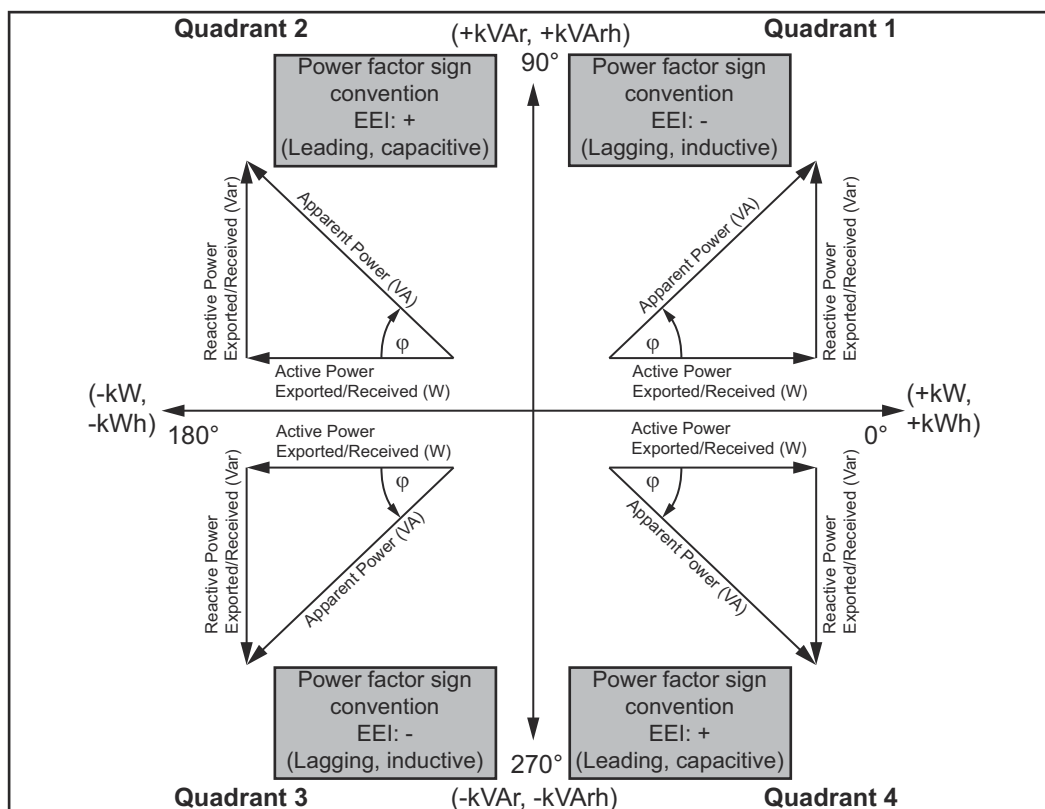 Quadrant 2
(+kVAr, +kVArh)
Quadrant 1
90°
Power factor sign
convention
EEI: +
(Leading, capacitive)
Power factor sign
convention
EEI: -
(Lagging, inductive)
Reactive Power
Exported/Received (Var)
Apparent Power (VA)
φ
Active Power
Exported/Received (W)
Apparent Power (VA)
φ
Reactive Power
Exported/Received (Var)
Active Power
Exported/Received (W)
(-kW,
-kWh)
180°
(+kW,
+kWh)
0°
Active Power
Exported/Received (W)
φ
Reactive Power
Exported/Received (Var)
Apparent Power (VA)
Active Power
Exported/Received (W)
φ
Apparent Power (VA)
Reactive Power
Exported/Received (Var)
Power factor sign
convention
EEI: -
(Lagging, inductive)
Power factor sign
convention
EEI: +
(Leading, capacitive)
270°
Quadrant 3
(-kVAr, -kVArh)
Quadrant 4